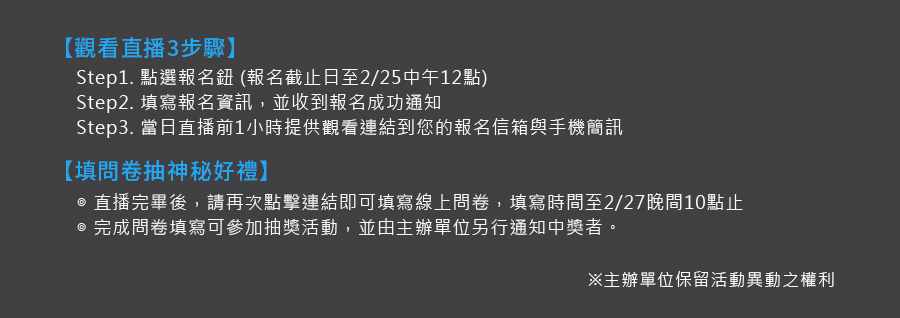 【觀看直播3步驟】
Step1. 點選報名鈕 (報名截止日至2/25中午12點)
Step2. 填寫報名資訊，並收到報名成功通知
Step3. 當日直播前1小時提供觀看連結到您的報名信箱與手機簡訊
【填問卷抽神秘好禮】
◎ 直播完畢後，請再次點擊連結即可填寫線上問卷，填寫時間至2/27晚間10點止
◎ 完成問卷填寫可參加抽獎活動，並由主辦單位另行通知中獎者。
※主辦單位保留活動異動之權利